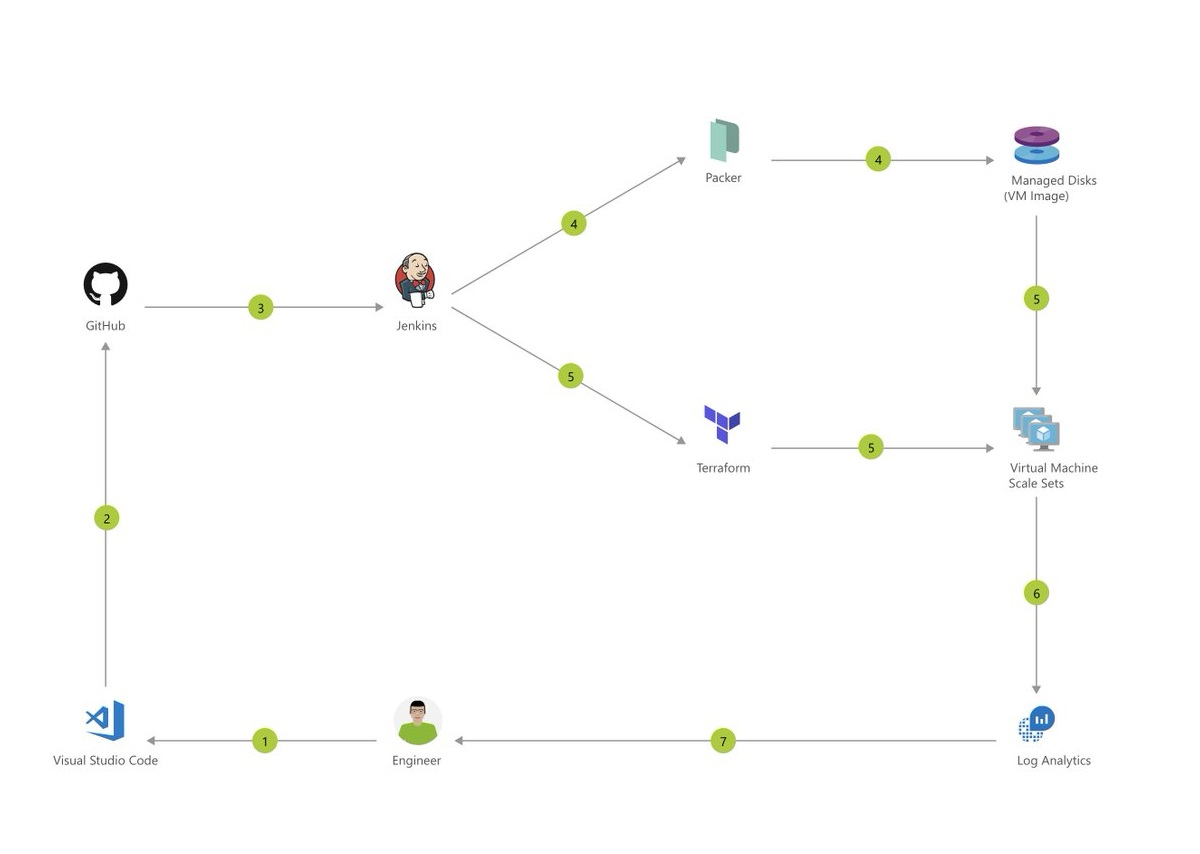 Packer
4
4
Managed Disks
(VM Image)
GitHub
3
Jenkins
5
5
Terraform
5
Virtual Machine
Scale Sets
2
6
Visual Studio Code
1
Engineer
7
Log Analytics